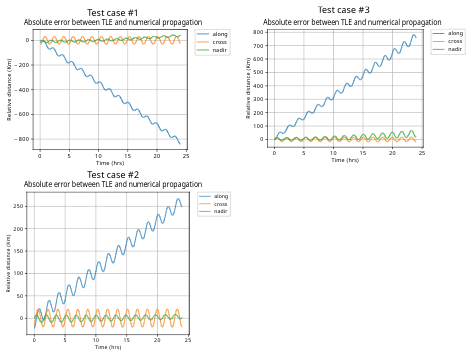 Test case #1
Absolute error between TLE and numerical propagation
along
cross
nadir
Relative distance (Km)
0
−200
−400
−600
−800
0 5 10 15 20 25
Time (hrs)
Test case #3
Absolute error between TLE and numerical propagation
along
cross
nadir
Relative distance (km)
800
700
600
500
400
300
200
100
0
0 5 10 15 20 25
Time (hrs)
Test case #2
Absolute error between TLE and numerical propagation
along
cross
nadir
Relative distance (Km)
250
200
150
100
50
0
0 5 10 15 20 25
Time (hrs)